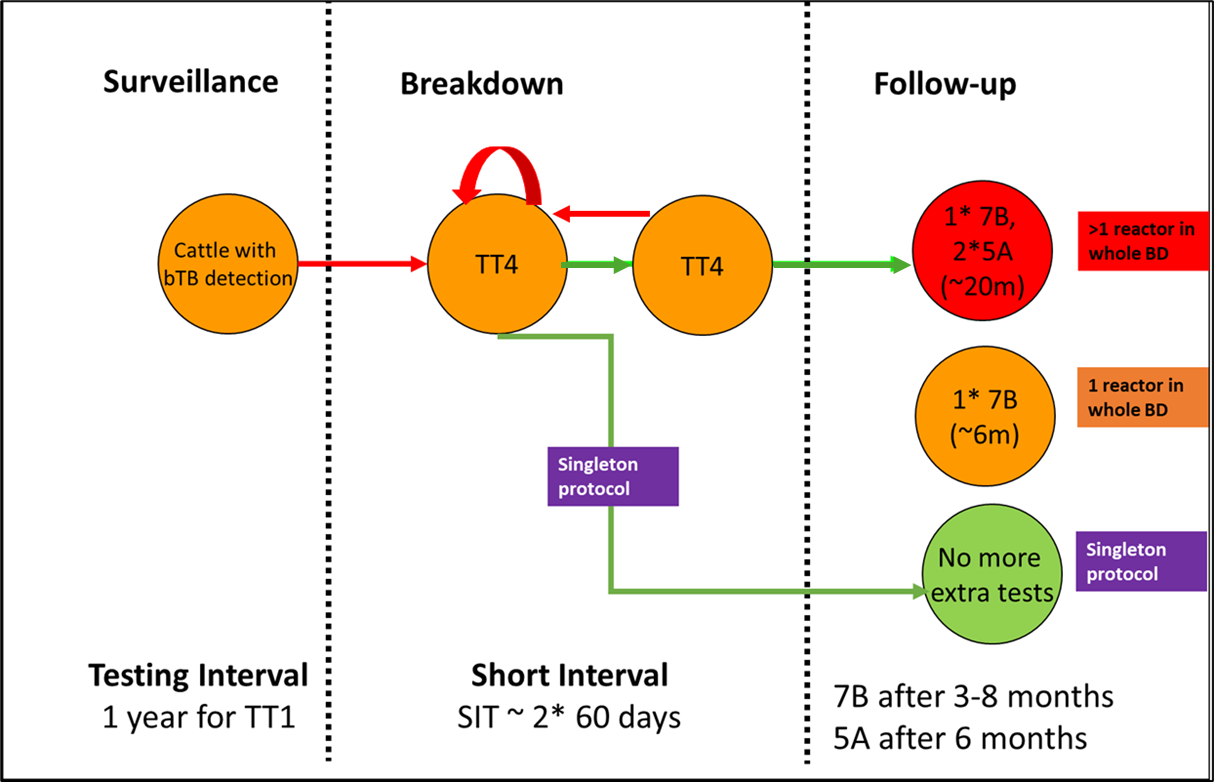 Surveillance
Breakdown
Follow-up
Cattle with
bTB detection
TT4
TT4
1* 7B,
2*5A
(~20m)
>1 reactor in
whole BD
1* 7B
(~6m)
1 reactor in
whole BD
Singleton
protocol
No more
extra tests
Singleton
protocol
Testing Interval
1 year for TT1
Short Interval
SIT ~ 2* 60 days
7B after 3-8 months
5A after 6 months